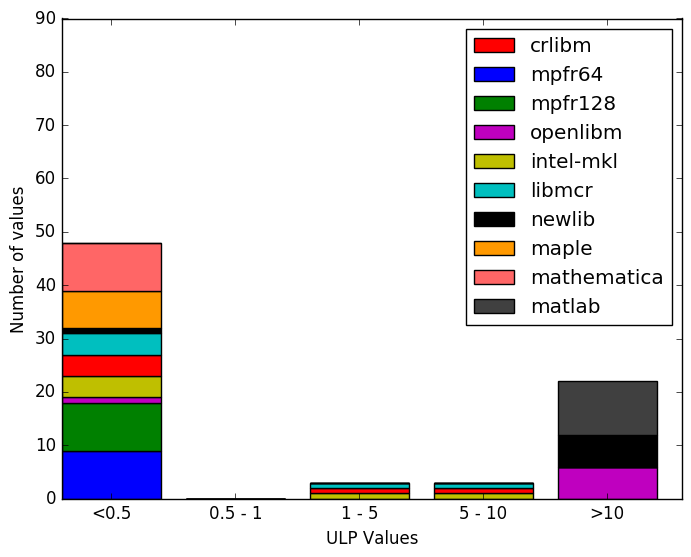 90
80
70
60
50
40
30
20
10
0
Number of values
crlibm
mpfr64
mpfr128
openlibm
intel-mkl
libmcr
newlib
maple
mathematica
matlab
<0.5 0.5 - 1 1 - 5 5 - 10 >10
ULP Values